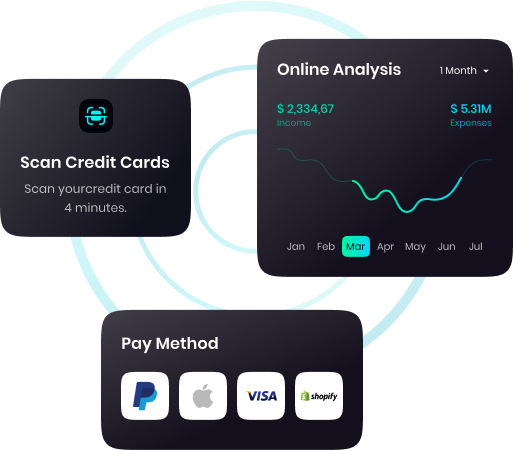 Online Analysis
1 Month
$ 2,334,67
$ 5.31M
Income
Expenses
Jan Feb Mar Apr May Jun Jul
Scan Credit Cards
Scan yourcredit card in
4 minutes.
Pay Method
VISA
shopify